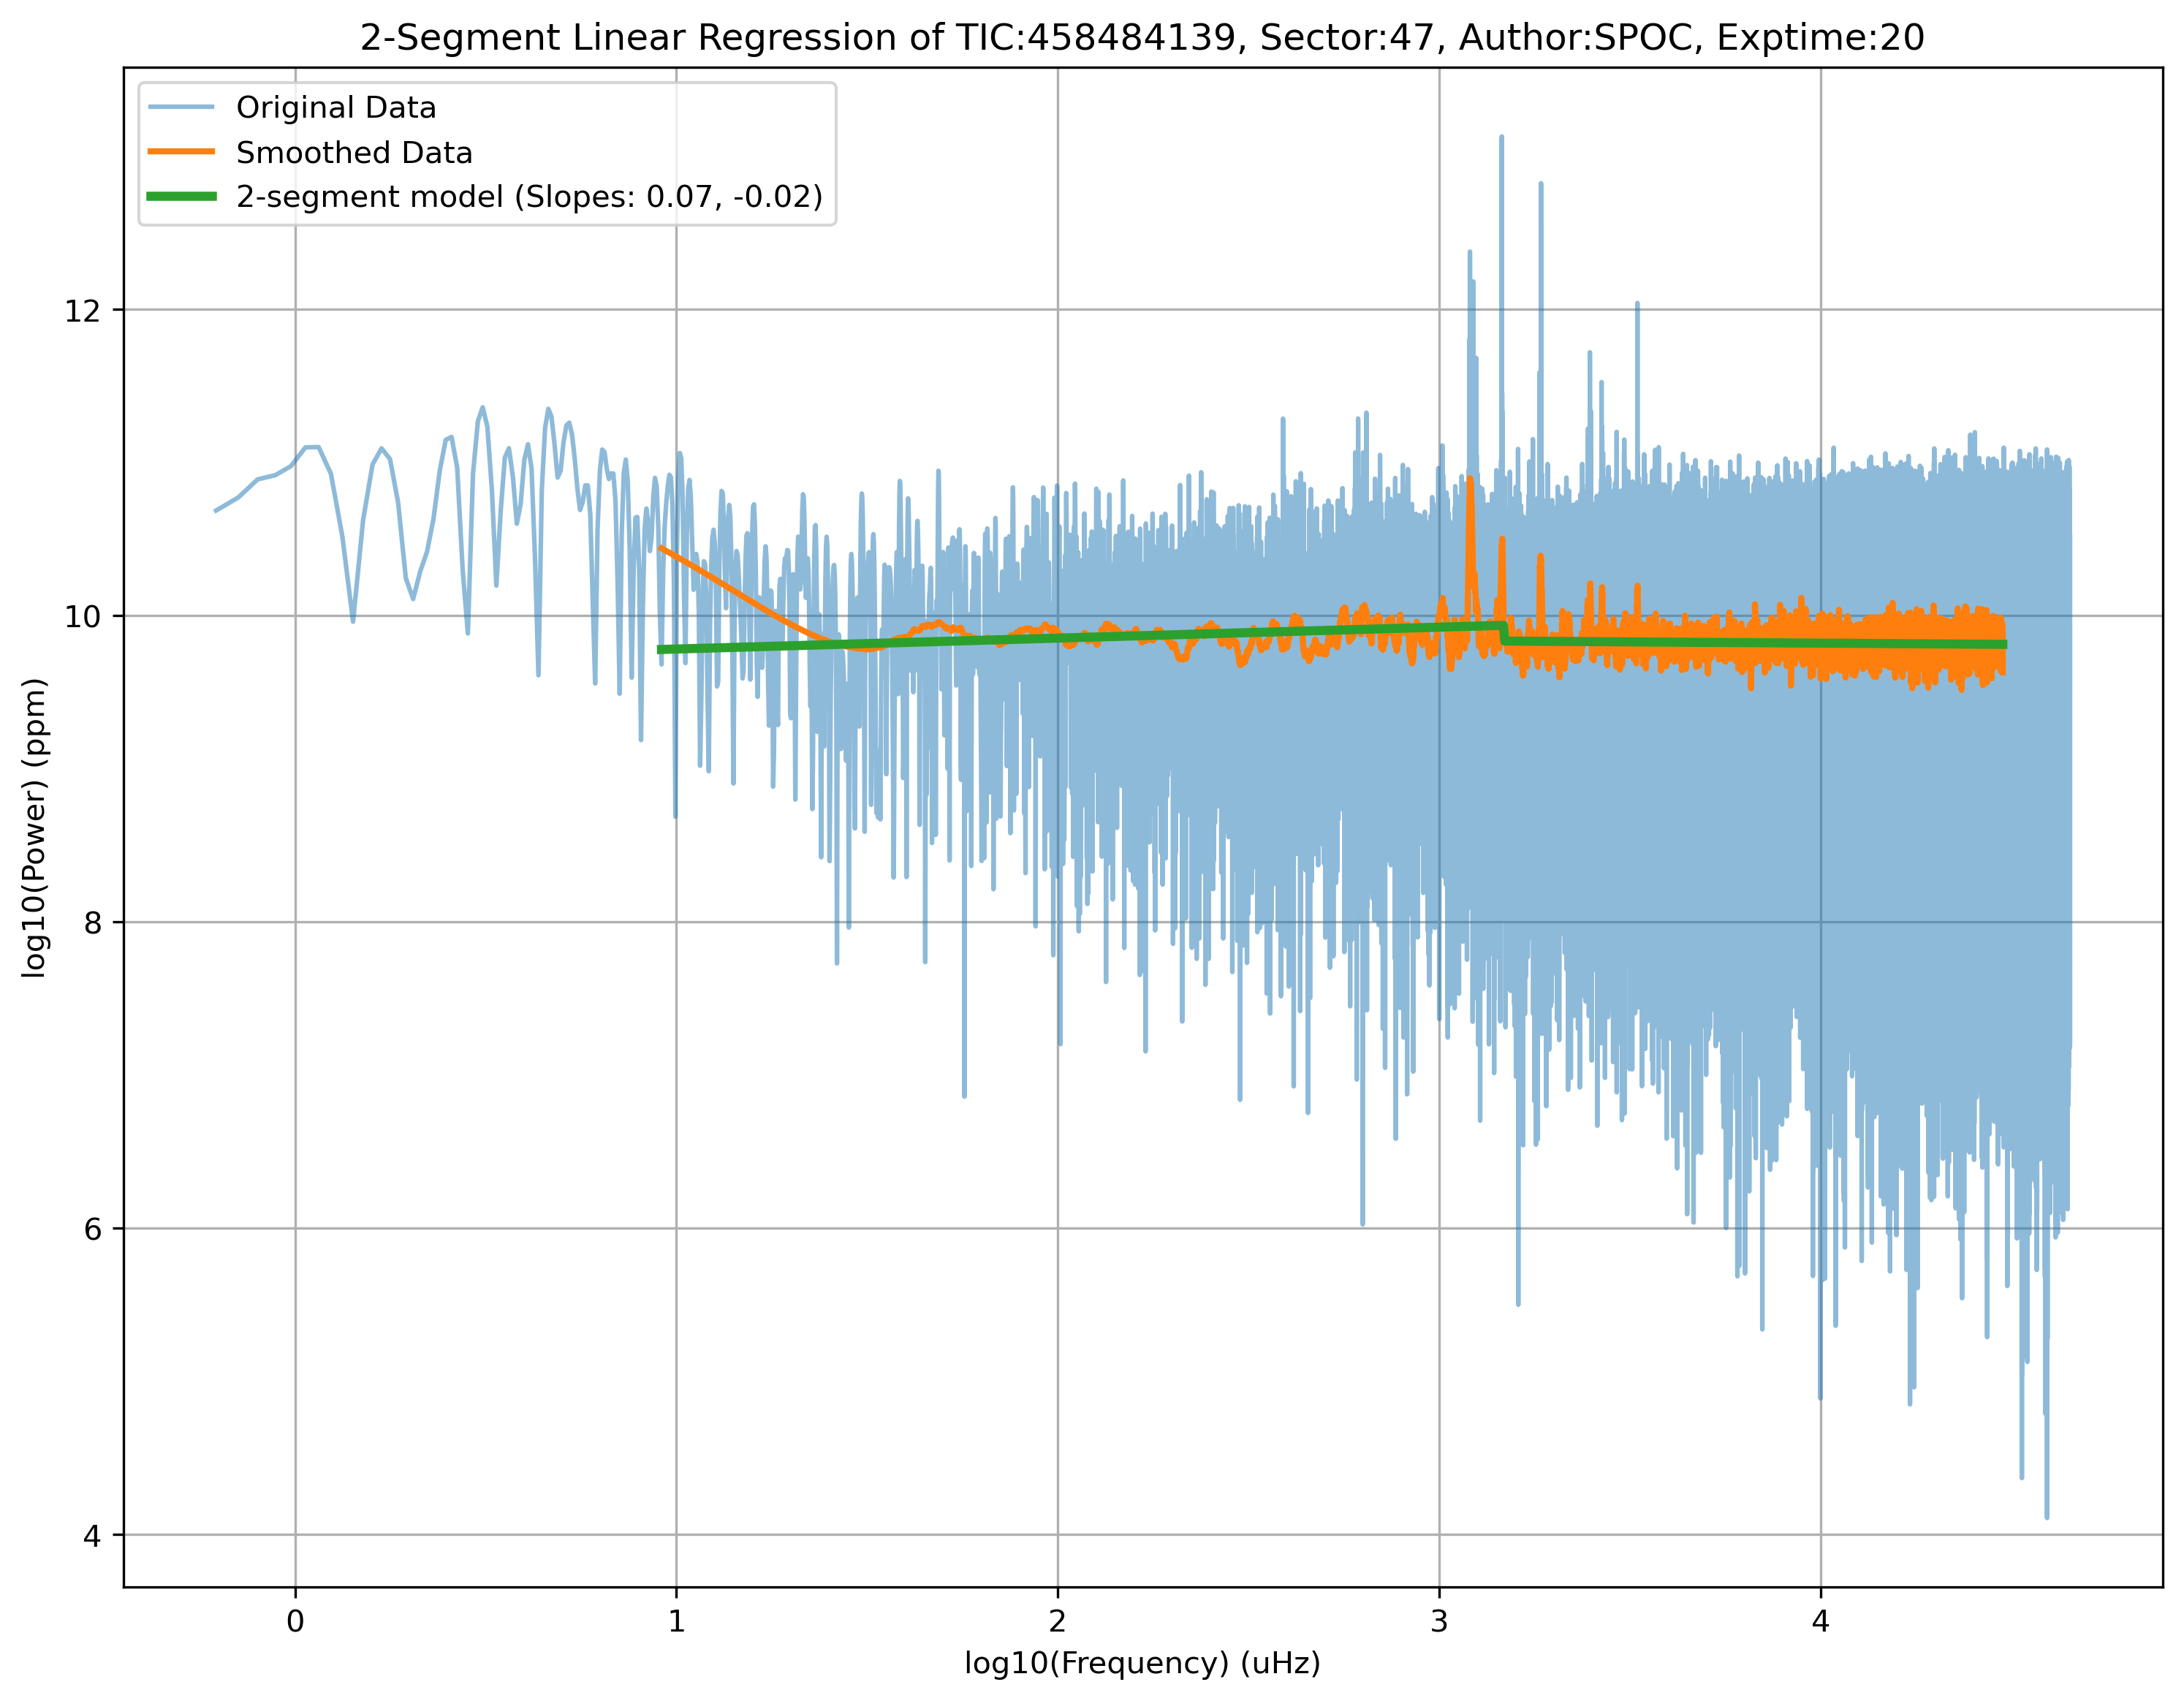 2-Segment Linear Regression of TIC:458484139, Sector:47, Author:SPOC, Exptime:20
Original Data
Smoothed Data
2-segment model (Slopes: 0.07, -0.02)
12
10
8
6
4
log10(Power) (ppm)
0 1 2 3 4
log10(Frequency) (uHz)